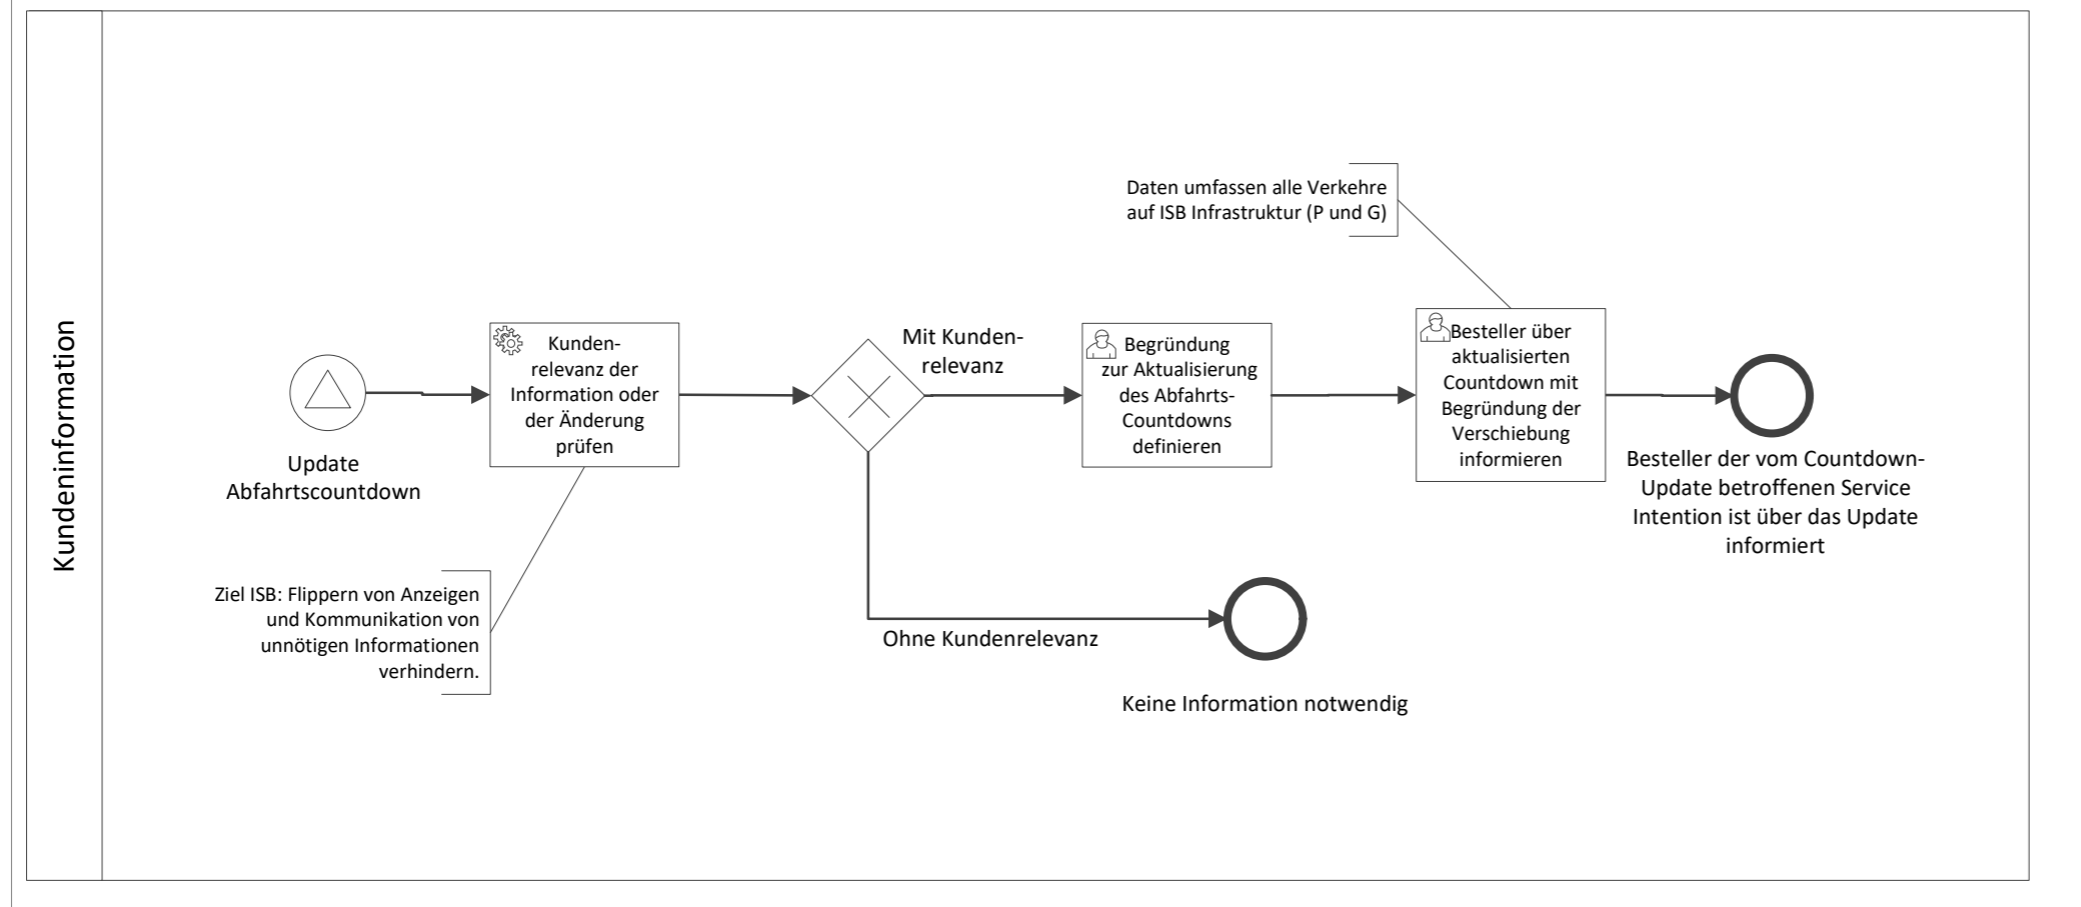 Kundeninformation
Update
Abfahrtscountdown
Kunden-
relevanz der
Information oder
der Änderung
prüfen
Ziel ISB: Flippern von Anzeigen
und Kommunikation von
unnötigen Informationen
verhindern.
Mit Kunden-
relevanz
Ohne Kundenrelevanz
Keine Information notwendig
Begründung
zur Aktualisierung
des Abfahrts-
Countdowns
definieren
Daten umfassen alle Verkehre
auf ISB Infrastruktur (P und G)
Besteller über
aktualisierten
Countdown mit
Begründung der
Verschiebung
informieren
Besteller der vom Countdown-
Update betroffenen Service
Intention ist über das Update
informiert